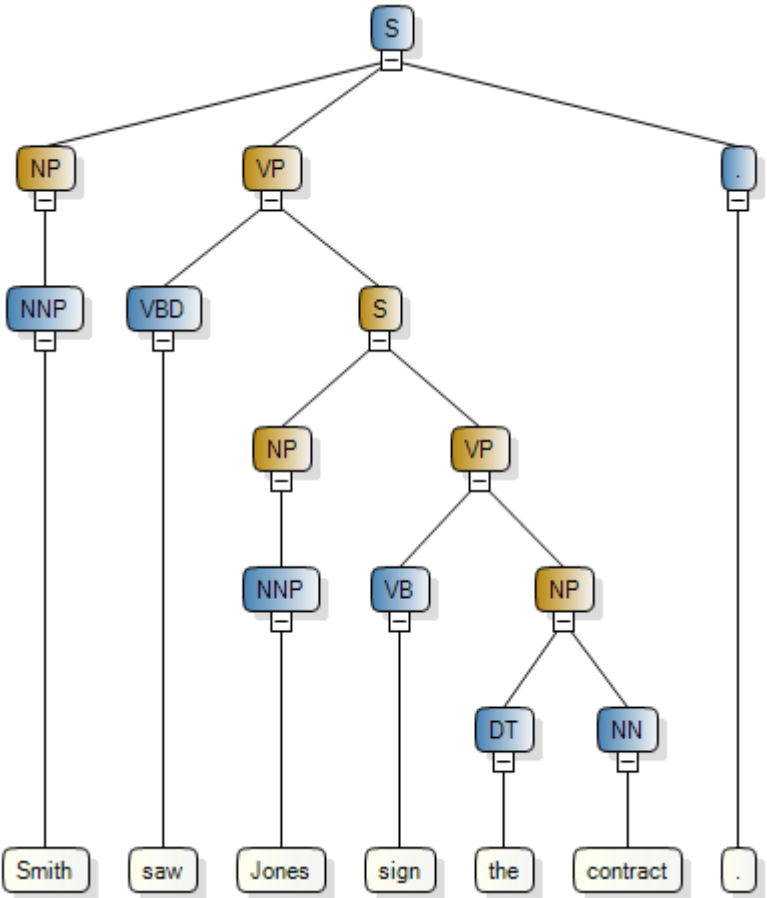 S
NP VP .
NNP VBD S
NP VP
NNP VB NP
DT NN
Smith saw Jones sign the contract .